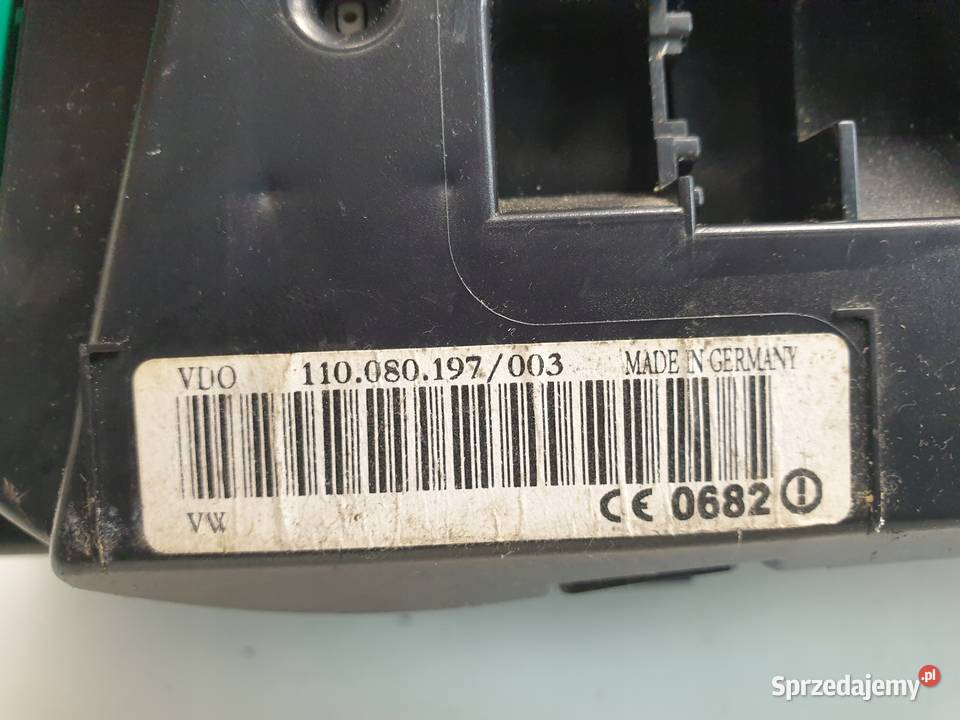 VDO 110.080.197/003 MADE IN GERMANY
VW CE 0682
Sprzedajemy.pl